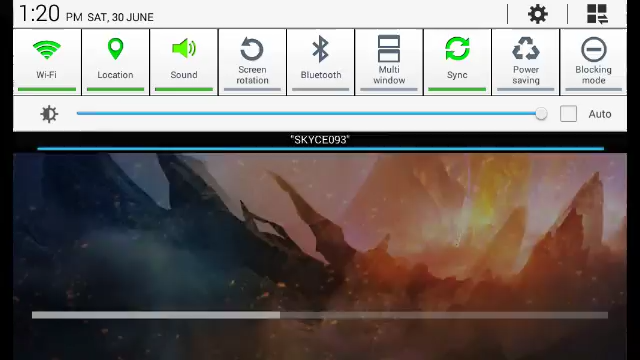 1:20 PM SAT, 30 JUNE
Wi-Fi
Location
Sound
Screen rotation
Bluetooth
Multi window
Sync
Power saving
Blocking mode
Auto
"SKYCE093"